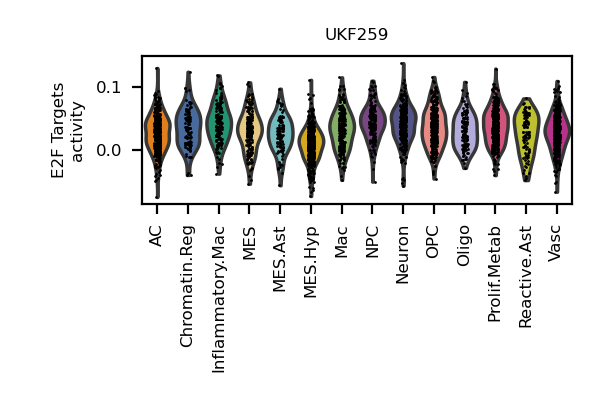 UKF259
E2F Targets
activity
0.1
0.0
AC
Chromatin.Reg
Inflammatory.Mac
MES
MES.Ast
MES.Hyp
Mac
NPC
Neuron
OPC
Oligo
Prolif.Metab
Reactive.Ast
Vasc